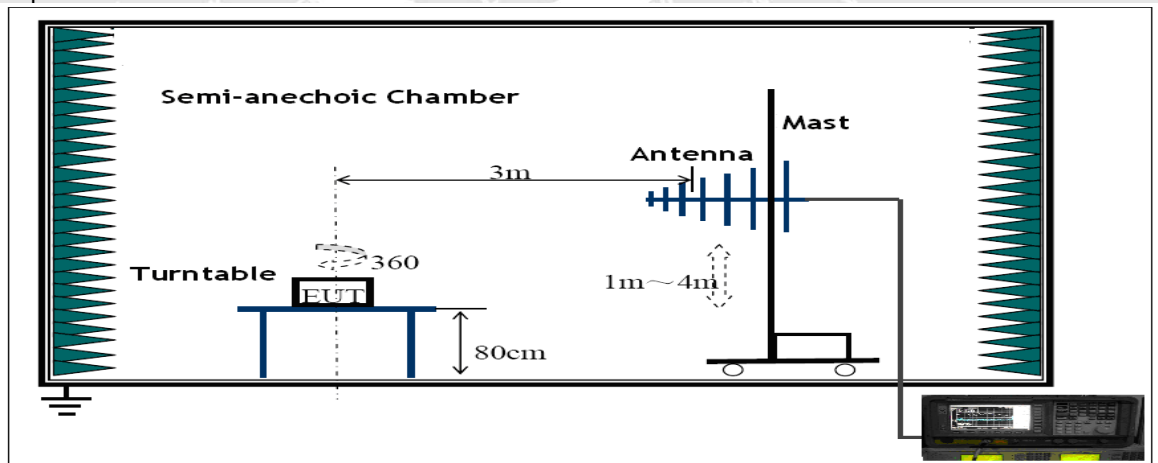 Semi-anechoic Chamber
Mast
Antenna
3m
360
Turntable
EUT
1m～4m
80cm